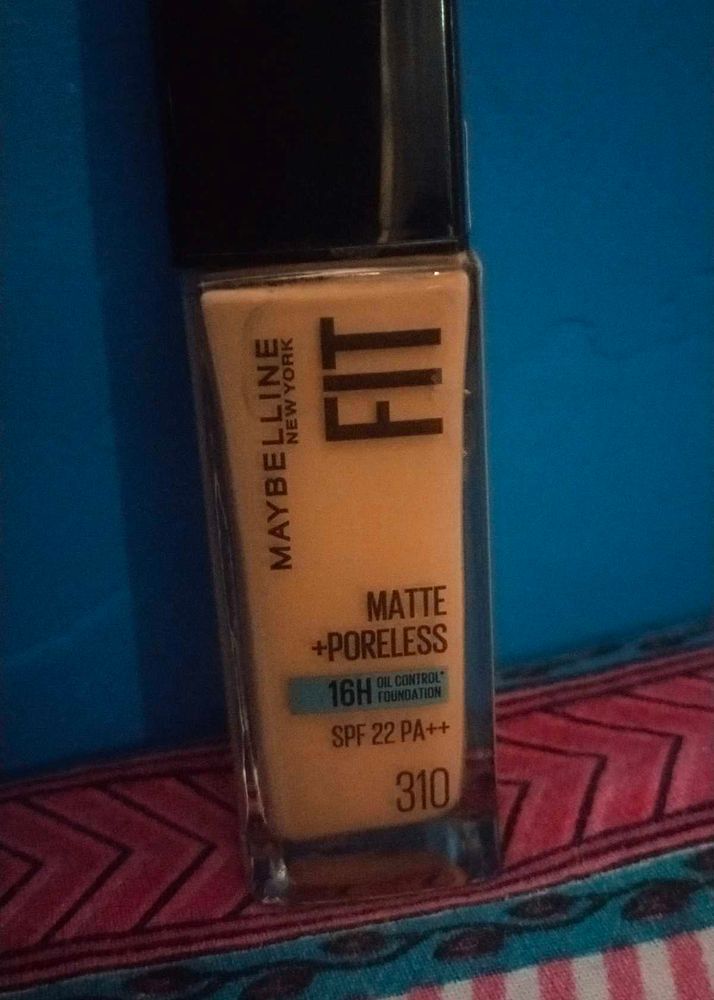 MAYBELLINE
NEW YORK
FIT
MATTE
+PORELESS
16H OIL CONTROL*
FOUNDATION
SPF 22 PA++
310